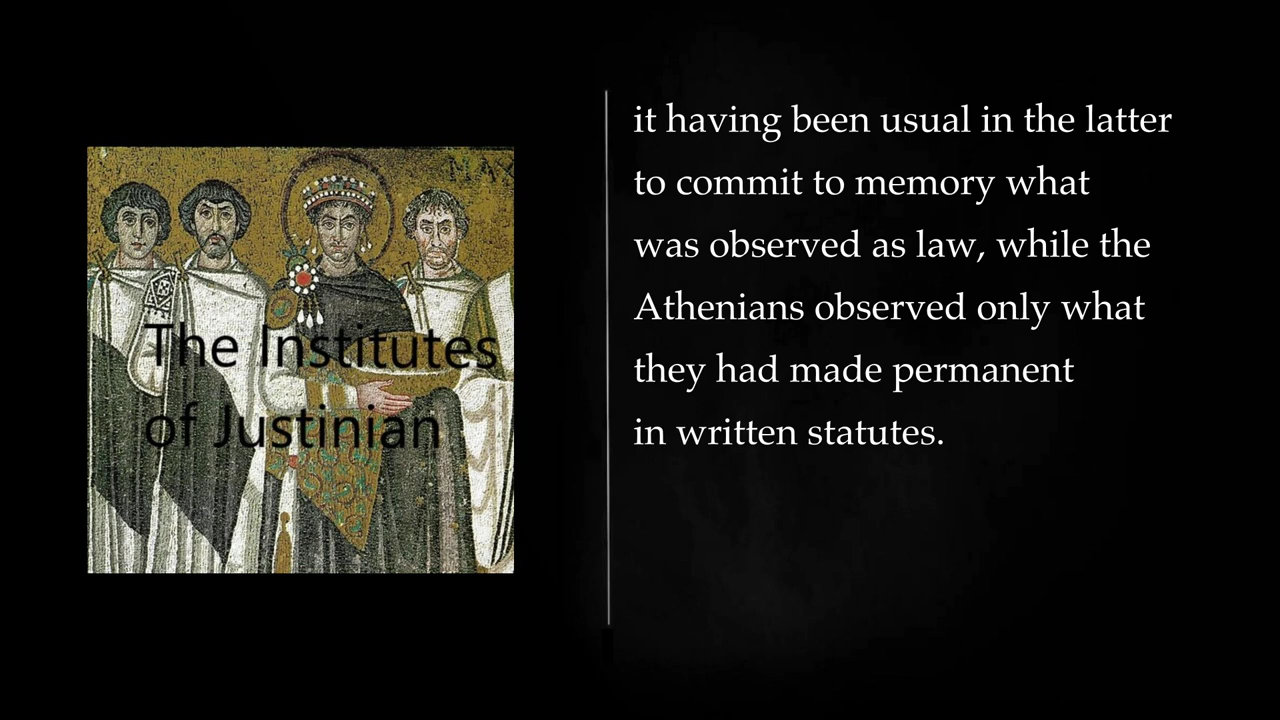 MAX
The Institutes
of Justinian
it having been usual in the latter
to commit to memory what
was observed as law, while the
Athenians observed only what
they had made permanent
in written statutes.